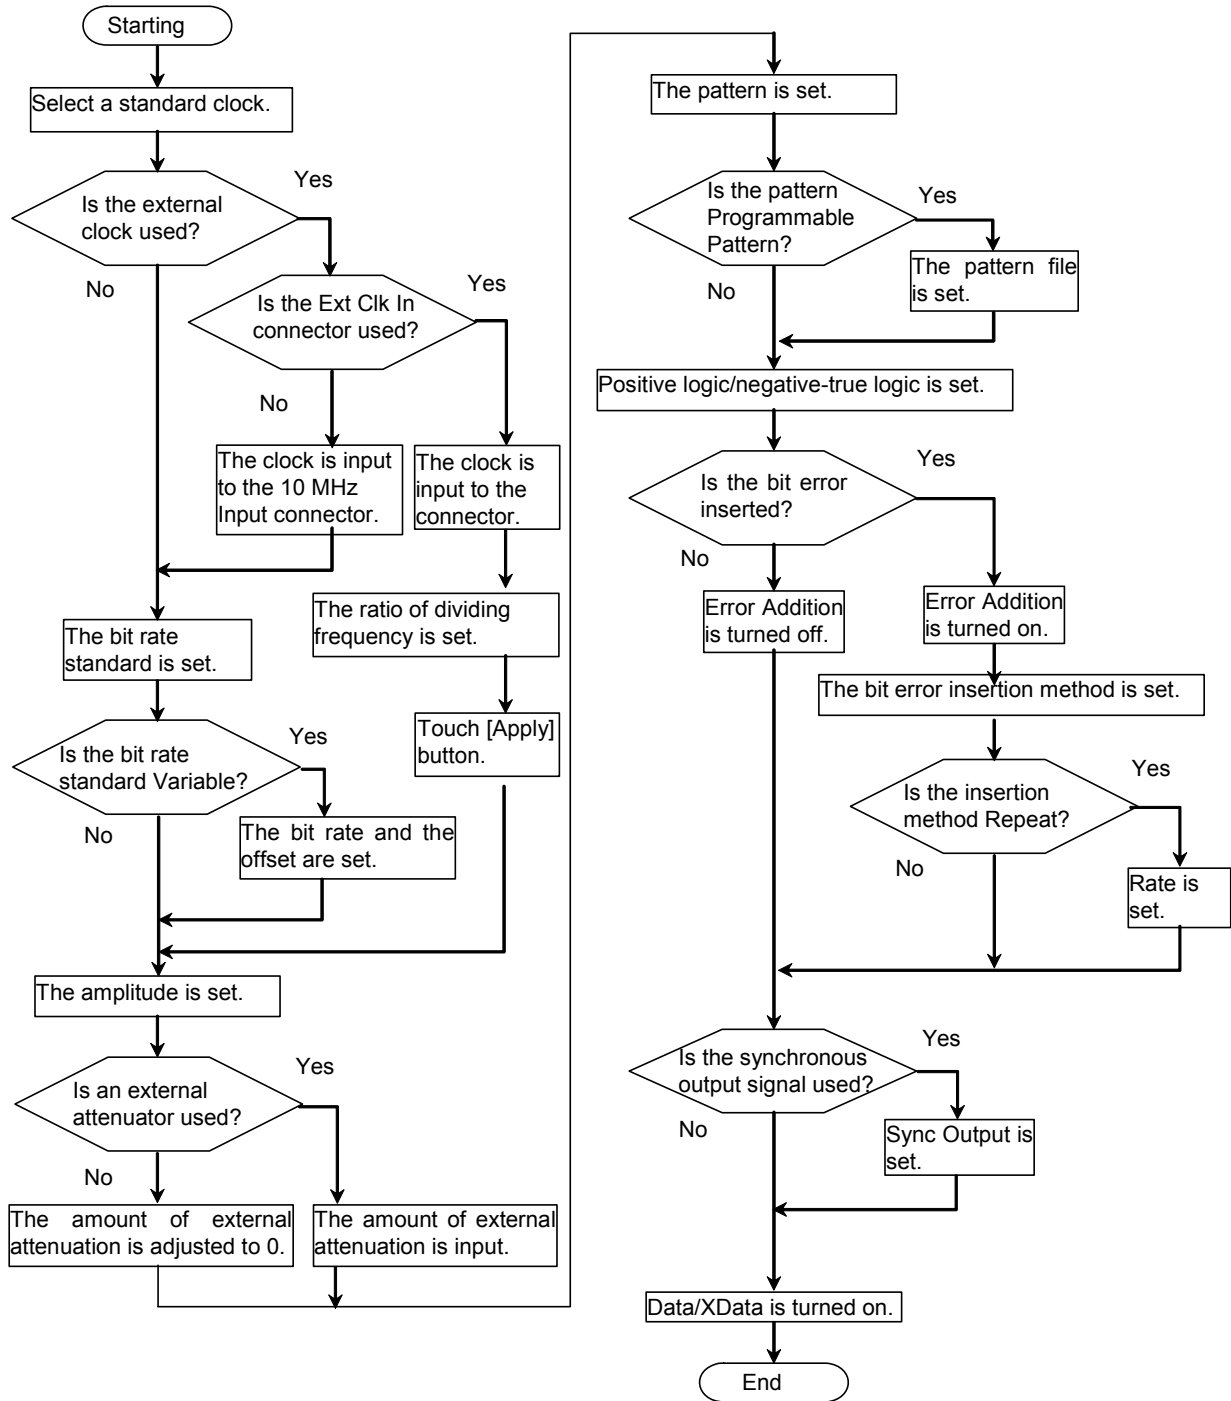 Starting
Select a standard clock.
Is the external
clock used?
Yes
No
Is the Ext Clk In
connector used?
Yes
No
The clock is input
to the 10 MHz
Input connector.
The clock is
input to the
connector.
The ratio of dividing
frequency is set.
Touch [Apply]
button.
The bit rate
standard is set.
Is the bit rate
standard Variable?
Yes
No
The bit rate and the
offset are set.
The amplitude is set.
Is an external
attenuator used?
Yes
No
The amount of external
attenuation is adjusted to 0.
The amount of external
attenuation is input.
The pattern is set.
Is the pattern
Programmable
Pattern?
Yes
No
The pattern file
is set.
Positive logic/negative-true logic is set.
Is the bit error
inserted?
Yes
No
Error Addition
is turned off.
Error Addition
is turned on.
The bit error insertion method is set.
Is the insertion
method Repeat?
Yes
No
Rate is
set.
Is the synchronous
output signal used?
Yes
No
Sync Output is
set.
Data/XData is turned on.
End